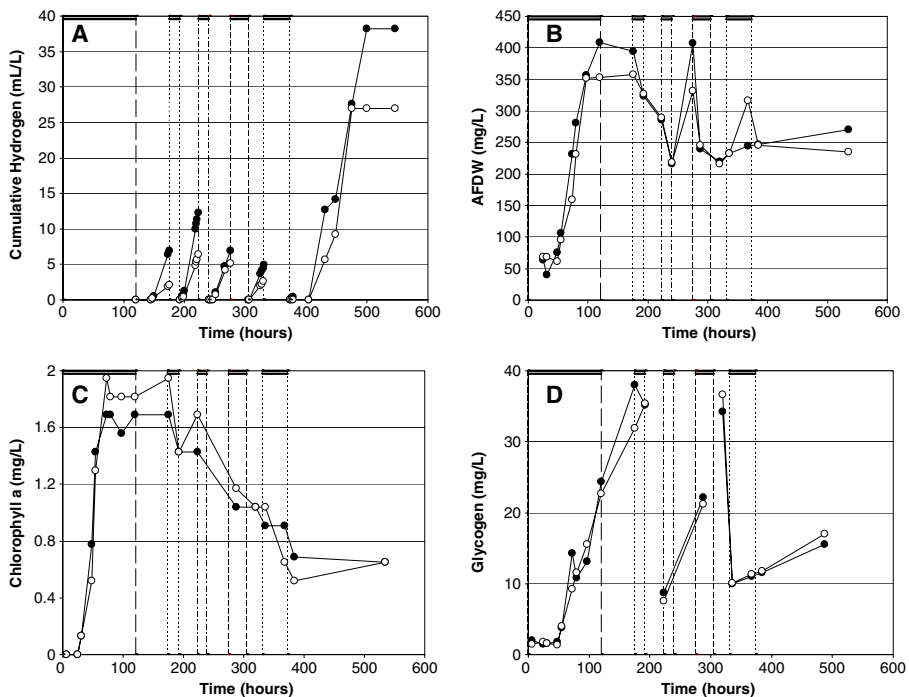 A
Cumulative Hydrogen (mL/L)
40
35
30
25
20
15
10
5
0
0 100 200 300 400 500 600
Time (hours)
B
AFDW (mg/L)
450
400
350
300
250
200
150
100
50
0
0 100 200 300 400 500 600
Time (hours)
C
Chlorophyll a (mg/L)
2
1.6
1.2
0.8
0.4
0
0 100 200 300 400 500 600
Time (hours)
D
Glycogen (mg/L)
40
30
20
10
0
0 100 200 300 400 500 600
Time (hours)